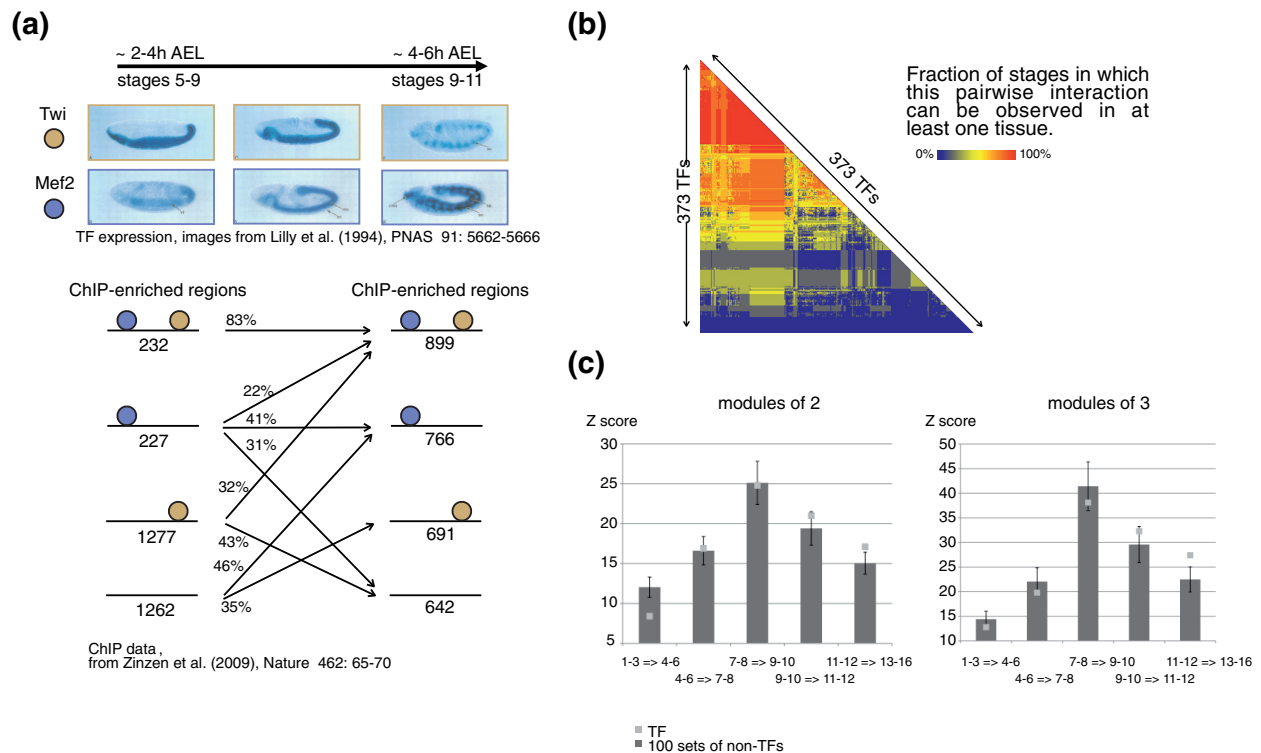 (a)
~ 2-4h AEL
~ 4-6h AEL
stages 5-9
stages 9-11
Twi
Mef2
TF expression, images from Lilly et al. (1994), PNAS 91: 5662-5666
ChIP-enriched regions
ChIP-enriched regions
83%
232
899
22%
41%
227
766
31%
32%
1277
691
43%
46%
1262
35%
642
ChIP data ,
from Zinzen et al. (2009), Nature 462: 65-70
(b)
373 TFs
373 TFs
Fraction of stages in which
this pairwise interaction
can be observed in at
least one tissue.
0%
100%
(c)
modules of 2
Z score
30
25
20
15
10
5
1-3 => 4-6
7-8 => 9-10
11-12 => 13-16
4-6 => 7-8
9-10 => 11-12
modules of 3
Z score
50
45
40
35
30
25
20
15
10
1-3 => 4-6
7-8 => 9-10
11-12 => 13-16
4-6 => 7-8
9-10 => 11-12
TF
100 sets of non-TFs